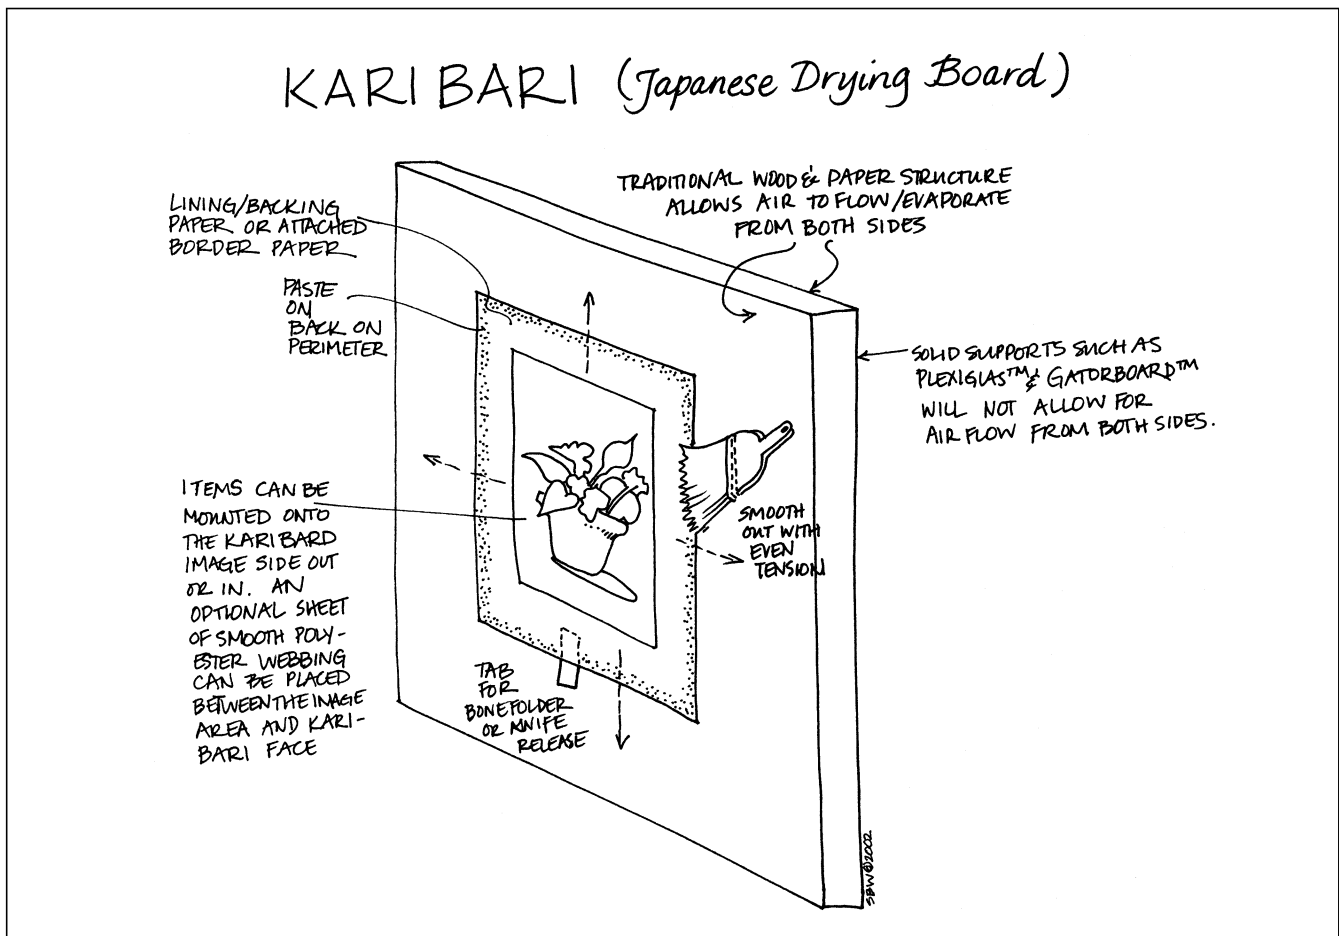 KARI BARI (Japanese Drying Board)
TRADITIONAL WOOD & PAPER STRUCTURE
ALLOWS AIR TO FLOW/EVAPORATE
FROM BOTH SIDES
LINING/BACKING
PAPER OR ATTACHED
BORDER PAPER
PASTE
ON
BACK ON
PERIMETER
SOLID SUPPORTS SUCH AS
PLEXIGLAS™ & GATORBOARD™
WILL NOT ALLOW FOR
AIR FLOW FROM BOTH SIDES.
ITEMS CAN BE
MOUNTED ONTO
THE KARIBARD
IMAGE SIDE OUT
OR IN. AN
OPTIONAL SHEET
OF SMOOTH POLY-
ESTER WEBBING
CAN BE PLACED
BETWEEN THE IMAGE
AREA AND KARI-
BARI FACE
SMOOTH
OUT WITH
EVEN
TENSION
TAB
FOR
BONEFOLDER
OR KNIFE
RELEASE
SBW©2002